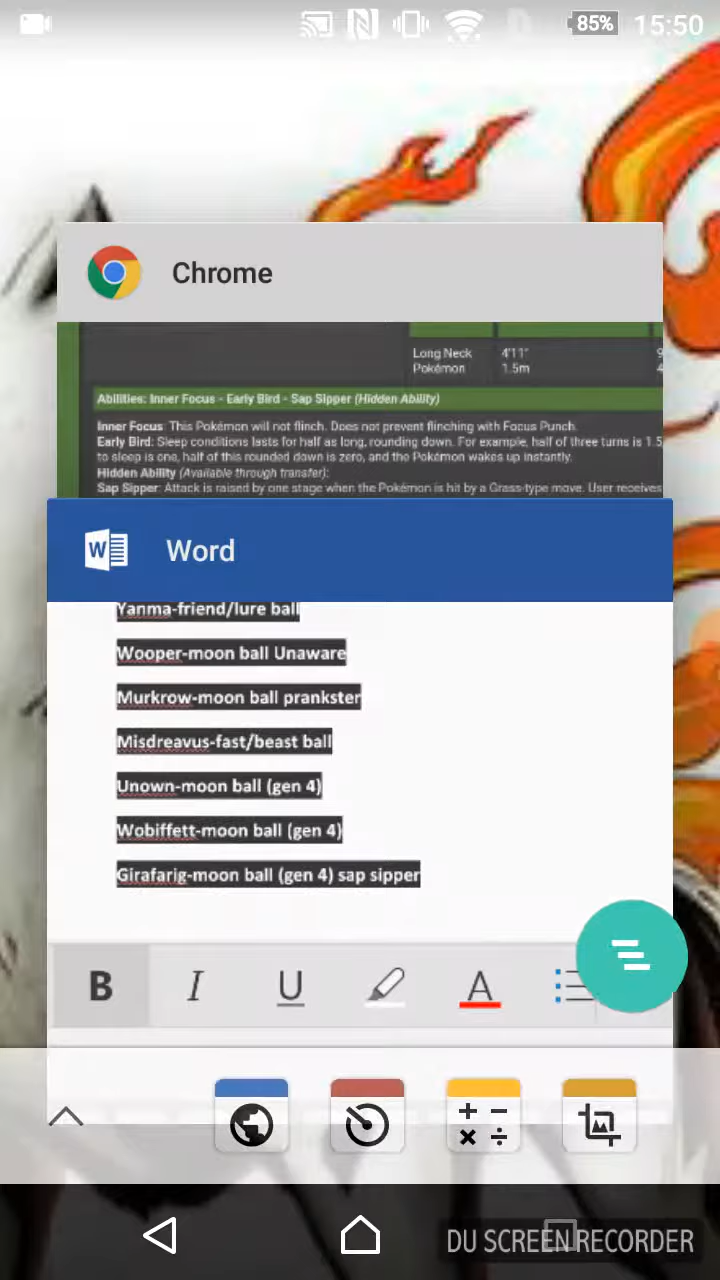 85% 15:50
Chrome
Long Neck 4'11" 9
Pokémon 1.5m 4
Abilities: Inner Focus - Early Bird - Sap Sipper (Hidden Ability)
Inner Focus: This Pokémon will not flinch. Does not prevent flinching with Focus Punch.
Early Bird: Sleep conditions lasts for half as long, rounding down. For example, half of three turns is 1.5
to sleep is one, half of this rounded down is zero, and the Pokémon wakes up instantly.
Hidden Ability (Available through transfer):
Sap Sipper: Attack is raised by one stage when the Pokémon is hit by a Grass-type move. User receives
W Word
Yanma-friend/lure ball
Wooper-moon ball Unaware
Murkrow-moon ball prankster
Misdreavus-fast/beast ball
Unown-moon ball (gen 4)
Wobiffett-moon ball (gen 4)
Girafarig-moon ball (gen 4) sap sipper
B I U A
DU SCREEN RECORDER